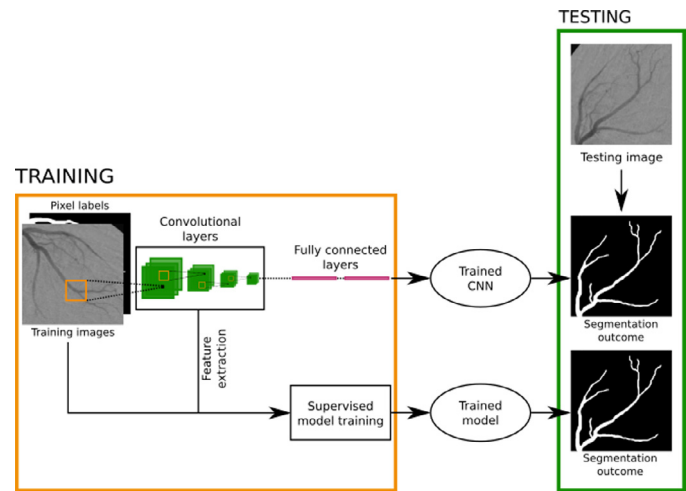 TESTING
Testing image
TRAINING
Pixel labels
Convolutional
layers
Fully connected
layers
Training images
Feature
extraction
Trained
CNN
Segmentation
outcome
Supervised
model training
Trained
model
Segmentation
outcome